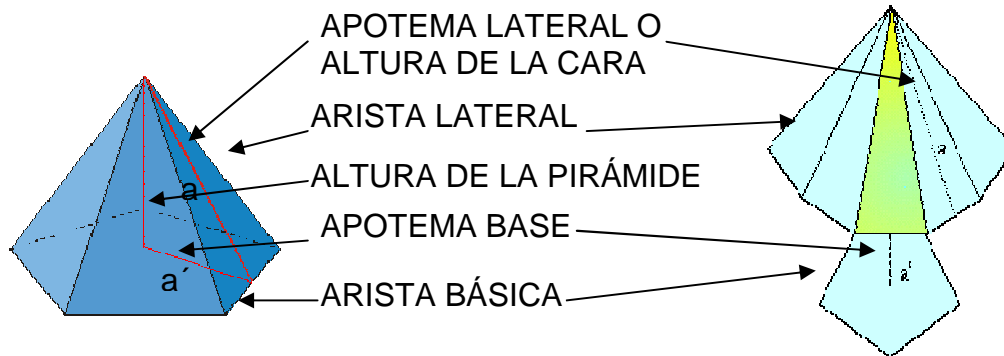 APOTEMA LATERAL O
ALTURA DE LA CARA
ARISTA LATERAL
ALTURA DE LA PIRÁMIDE
APOTEMA BASE
ARISTA BÁSICA
a
a´
a
a'